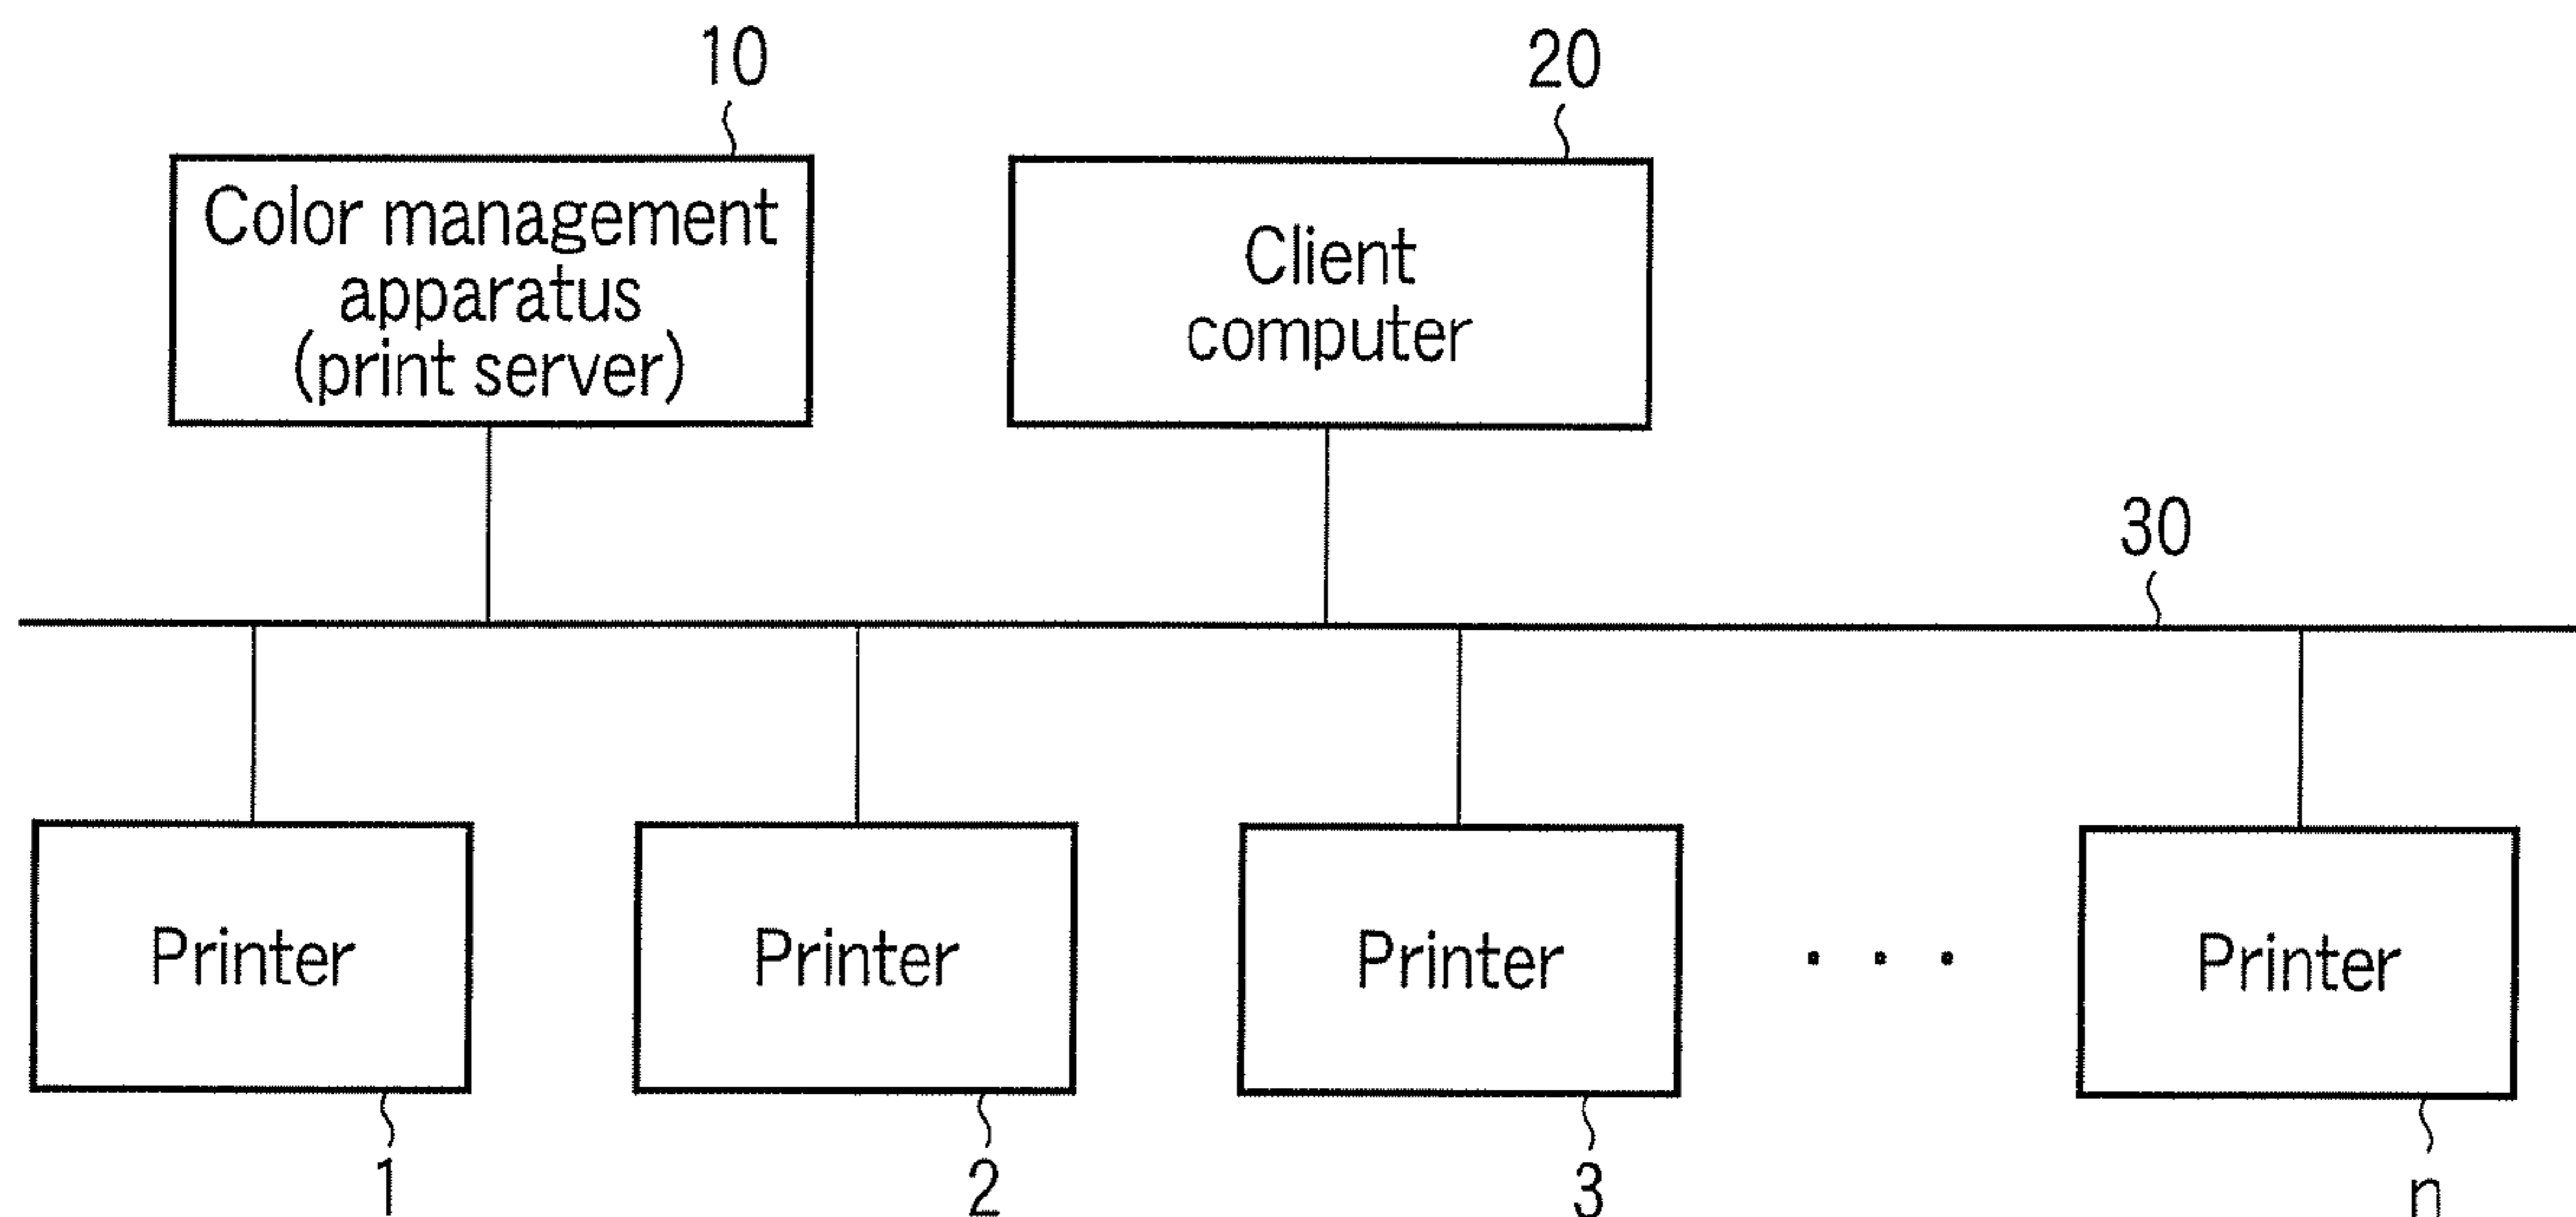 10
20
Color management
apparatus
(print server)
Client
computer
30
Printer
Printer
Printer
. . .
Printer
1
2
3
n